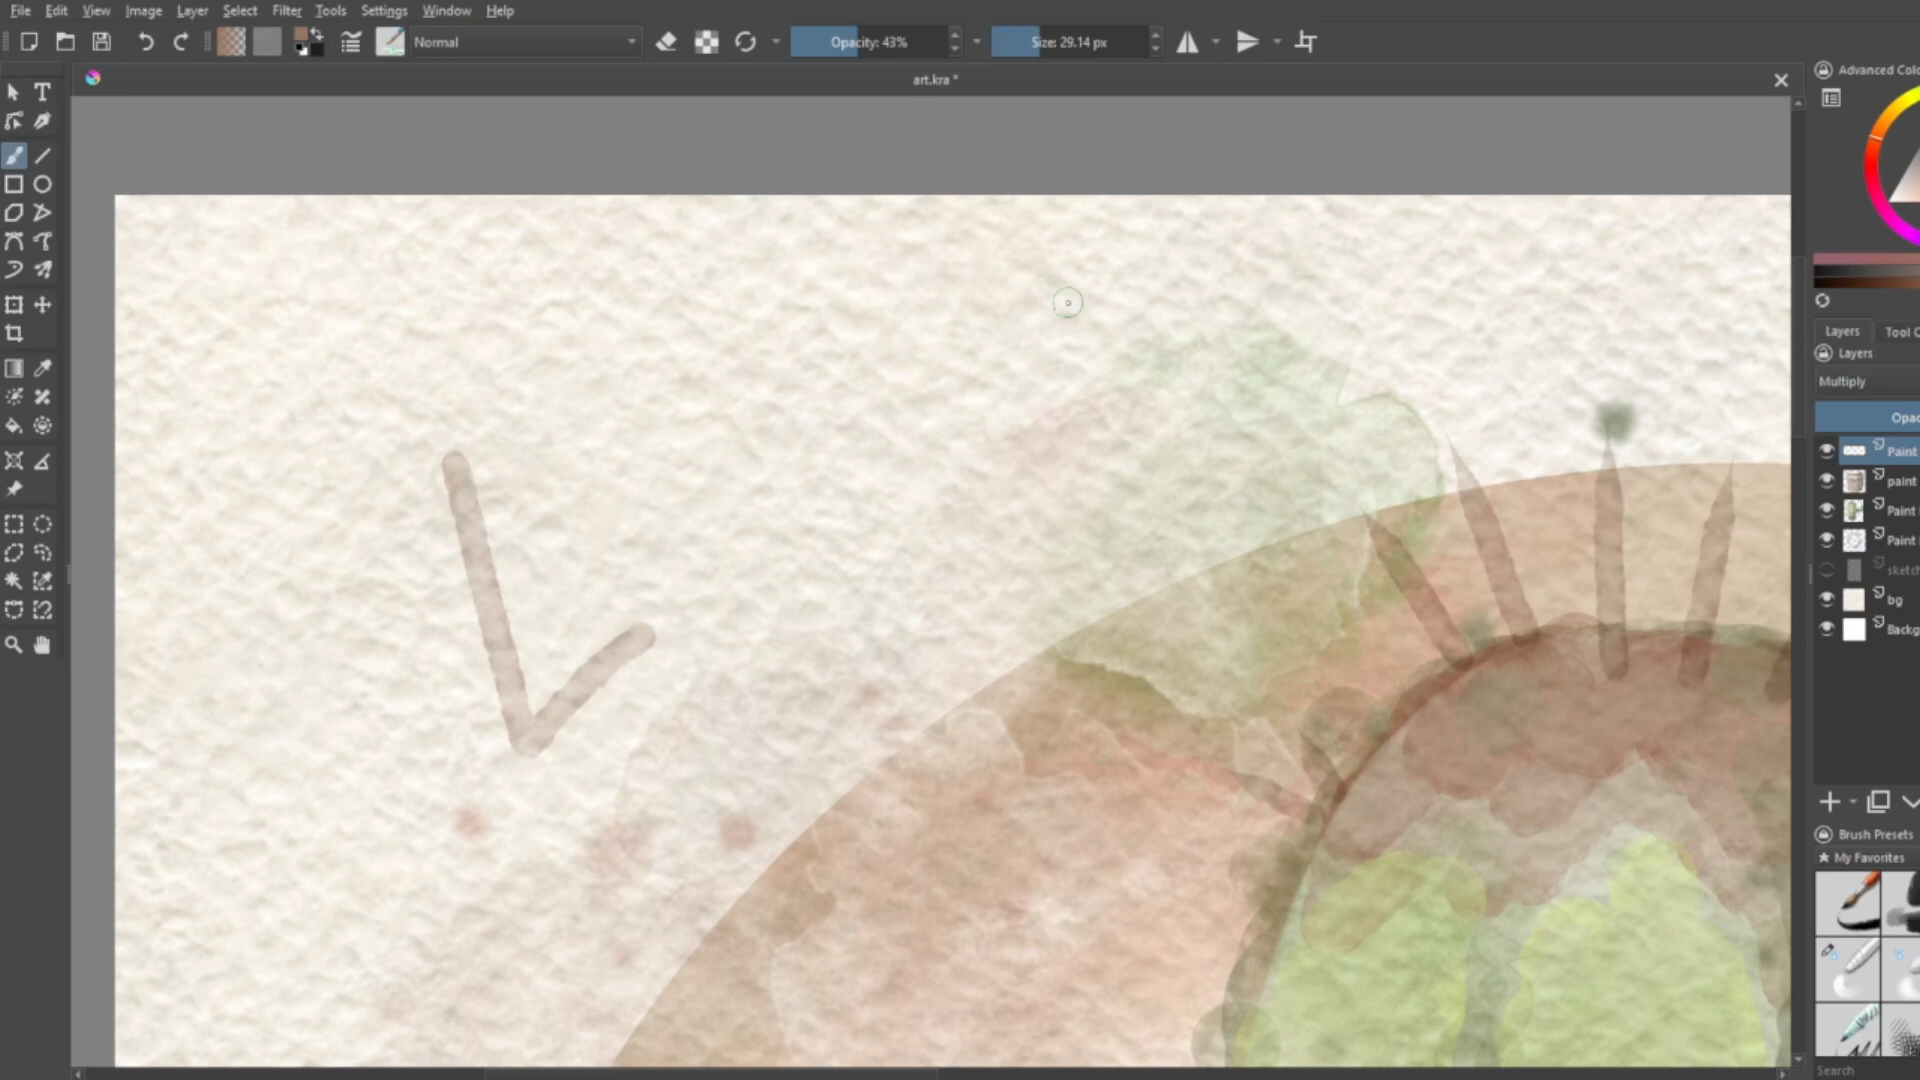 File Edit View Image Layer Select Filter Tools Settings Window Help
Normal Opacity: 43% Size: 29.14 px
art.kra *
Advanced Colo
Layers Tool O
Layers
Multiply
Opac
Paint
paint
Paint
Paint
sketch
bg
Backg
Brush Presets
My Favorites
Search